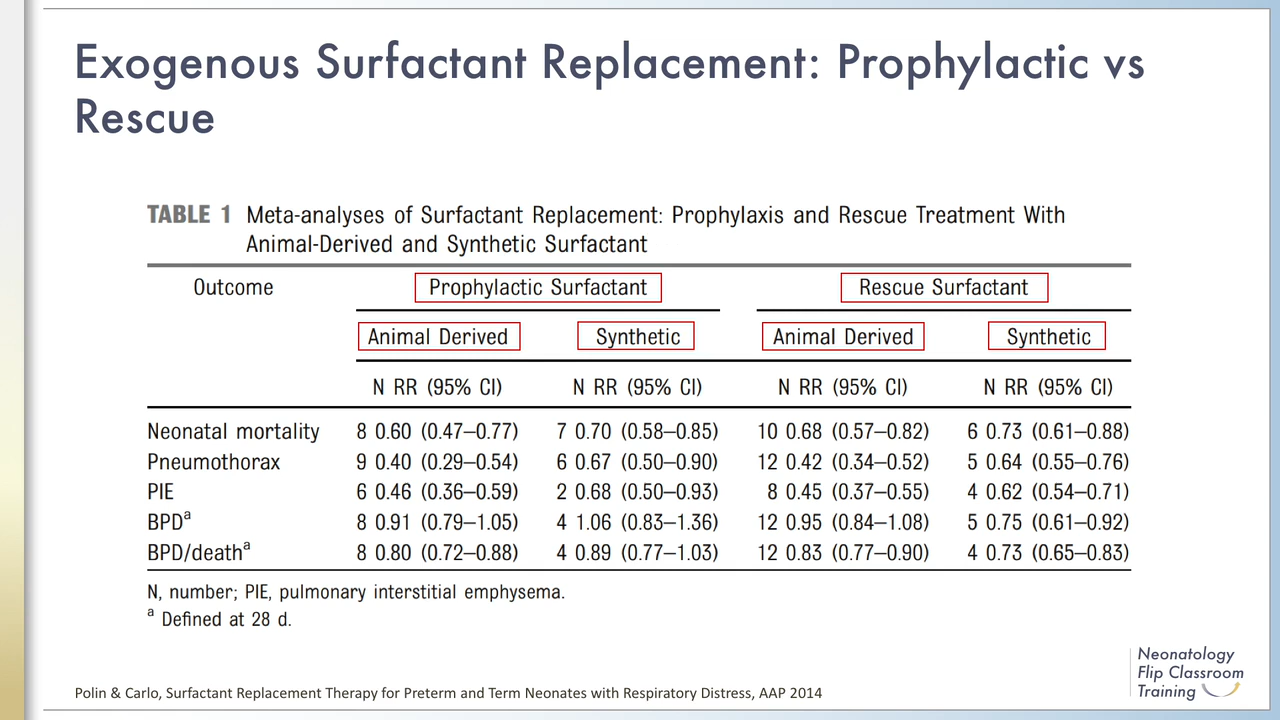 Exogenous Surfactant Replacement: Prophylactic vs
Rescue
TABLE 1 Meta-analyses of Surfactant Replacement: Prophylaxis and Rescue Treatment With
Animal-Derived and Synthetic Surfactant
Outcome Prophylactic Surfactant Rescue Surfactant
Animal Derived Synthetic Animal Derived Synthetic
N RR (95% CI) N RR (95% CI) N RR (95% CI) N RR (95% CI)
Neonatal mortality 8 0.60 (0.47–0.77) 7 0.70 (0.58–0.85) 10 0.68 (0.57–0.82) 6 0.73 (0.61–0.88)
Pneumothorax 9 0.40 (0.29–0.54) 6 0.67 (0.50–0.90) 12 0.42 (0.34–0.52) 5 0.64 (0.55–0.76)
PIE 6 0.46 (0.36–0.59) 2 0.68 (0.50–0.93) 8 0.45 (0.37–0.55) 4 0.62 (0.54–0.71)
BPDa 8 0.91 (0.79–1.05) 4 1.06 (0.83–1.36) 12 0.95 (0.84–1.08) 5 0.75 (0.61–0.92)
BPD/deatha 8 0.80 (0.72–0.88) 4 0.89 (0.77–1.03) 12 0.83 (0.77–0.90) 4 0.73 (0.65–0.83)
N, number; PIE, pulmonary interstitial emphysema.
a Defined at 28 d.
Polin & Carlo, Surfactant Replacement Therapy for Preterm and Term Neonates with Respiratory Distress, AAP 2014
Neonatology
Flip Classroom
Training